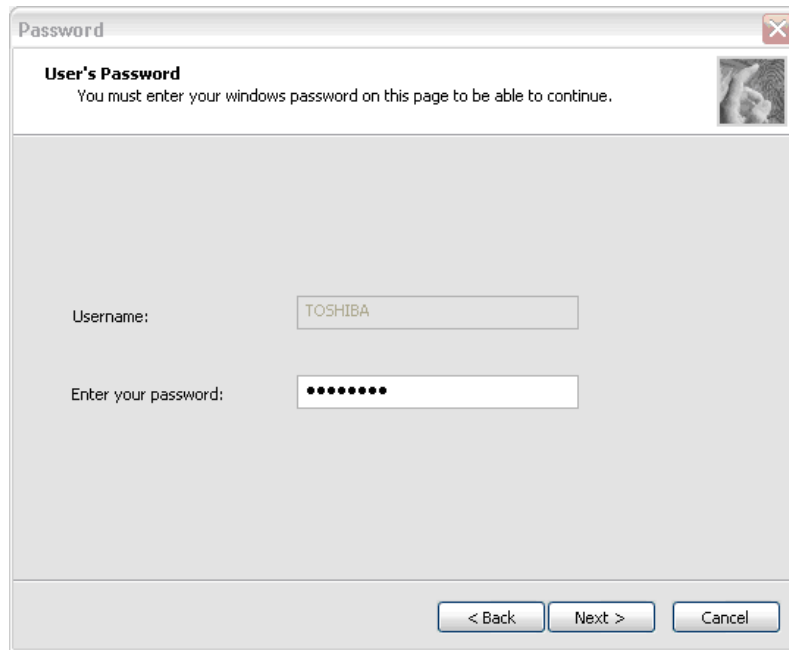 Password
User's Password
You must enter your windows password on this page to be able to continue.
Username:
TOSHIBA
Enter your password:
••••••••
< Back
Next >
Cancel